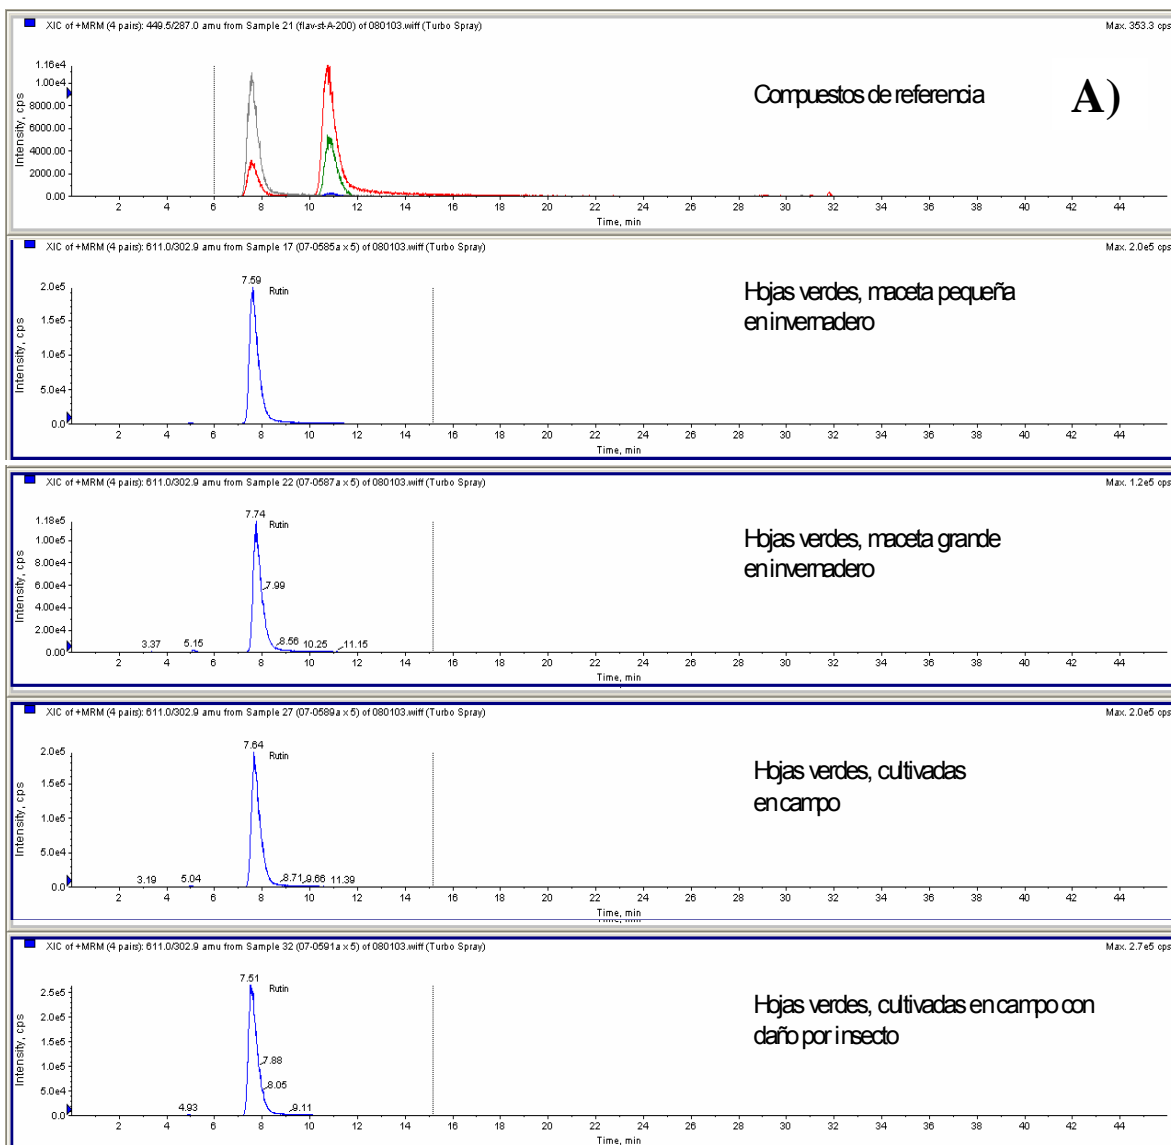 XIC of +MRM (4 pairs): 449.5/287.0 amu from Sample 21 (flav-st-A-200) of 080103.wiff (Turbo Spray) Max. 353.3 cps
Compuestos de referencia A)
Intensity, cps
1.16e4
1.00e4
8000.00
6000.00
4000.00
2000.00
0.00
2 4 6 8 10 12 14 16 18 20 22 24 26 28 30 32 34 36 38 40 42 44
Time, min
XIC of +MRM (4 pairs): 611.0/302.9 amu from Sample 17 (07-0585a x 5) of 080103.wiff (Turbo Spray) Max. 2.0e5 cps
7.59
Rutin
Hojas verdes, maceta pequeña
en invernadero
Intensity, cps
2.0e5
1.5e5
1.0e5
5.0e4
0.0
2 4 6 8 10 12 14 16 18 20 22 24 26 28 30 32 34 36 38 40 42 44
Time, min
XIC of +MRM (4 pairs): 611.0/302.9 amu from Sample 22 (07-0587a x 5) of 080103.wiff (Turbo Spray) Max. 1.2e5 cps
7.74
Rutin
Hojas verdes, maceta grande
en invernadero
Intensity, cps
1.18e5
1.00e5
8.00e4
6.00e4
4.00e4
2.00e4
0.00
7.99
3.37 5.15 8.56 10.25 11.15
2 4 6 8 10 12 14 16 18 20 22 24 26 28 30 32 34 36 38 40 42 44
Time, min
XIC of +MRM (4 pairs): 611.0/302.9 amu from Sample 27 (07-0589a x 5) of 080103.wiff (Turbo Spray) Max. 2.0e5 cps
7.64
Rutin
Hojas verdes, cultivadas
en campo
Intensity, cps
2.0e5
1.5e5
1.0e5
5.0e4
0.0
3.19 5.04 8.71 9.66 11.39
2 4 6 8 10 12 14 16 18 20 22 24 26 28 30 32 34 36 38 40 42 44
Time, min
XIC of +MRM (4 pairs): 611.0/302.9 amu from Sample 32 (07-0591a x 5) of 080103.wiff (Turbo Spray) Max. 2.7e5 cps
7.51
Rutin
Hojas verdes, cultivadas en campo con
daño por insecto
Intensity, cps
2.5e5
2.0e5
1.5e5
1.0e5
5.0e4
0.0
7.88
8.05
4.93 9.11
2 4 6 8 10 12 14 16 18 20 22 24 26 28 30 32 34 36 38 40 42 44
Time, min